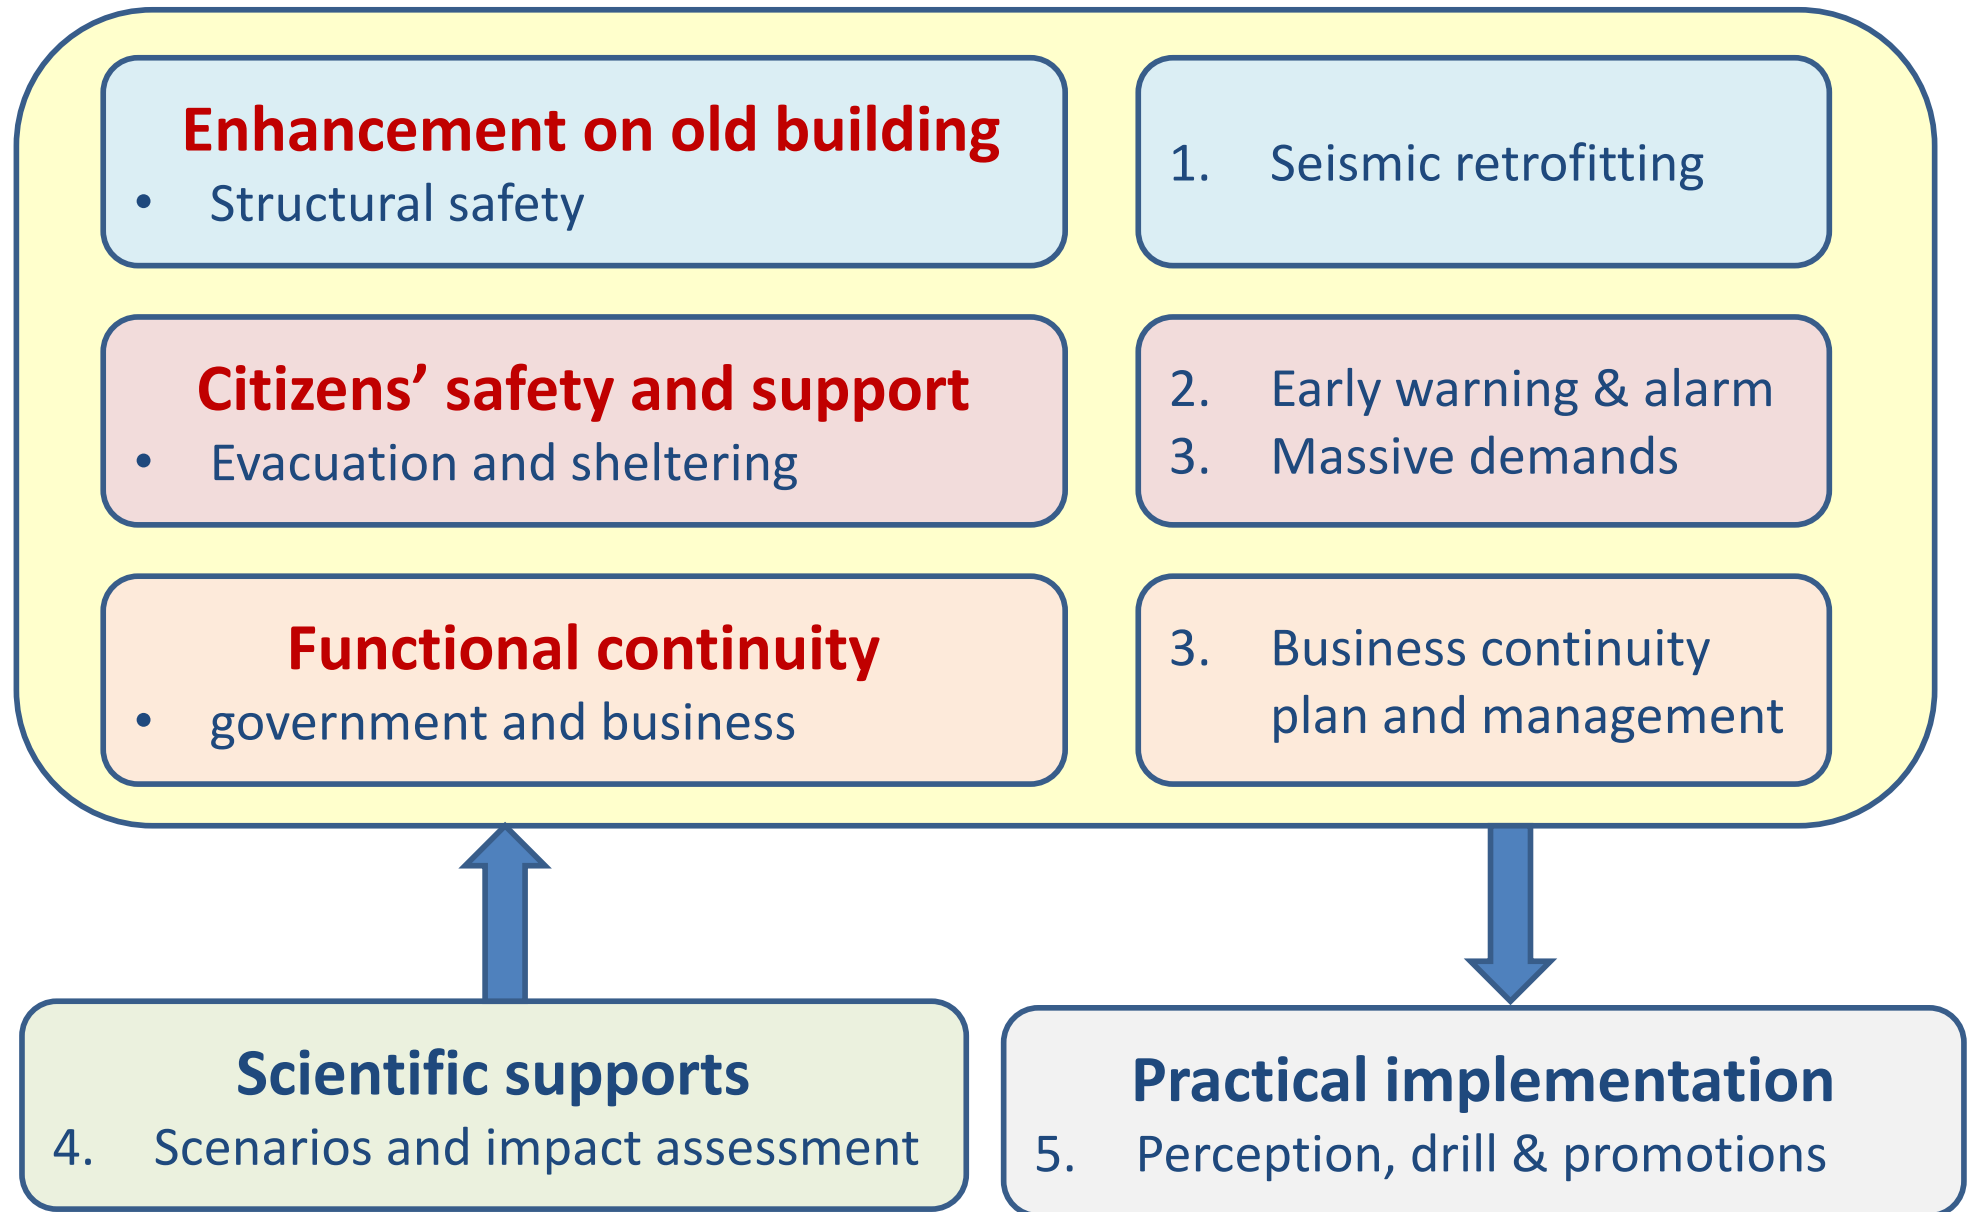 Enhancement on old building
• Structural safety
1. Seismic retrofitting
Citizens’ safety and support
• Evacuation and sheltering
2. Early warning & alarm
3. Massive demands
Functional continuity
• government and business
3. Business continuity
plan and management
Scientific supports
4. Scenarios and impact assessment
Practical implementation
5. Perception, drill & promotions